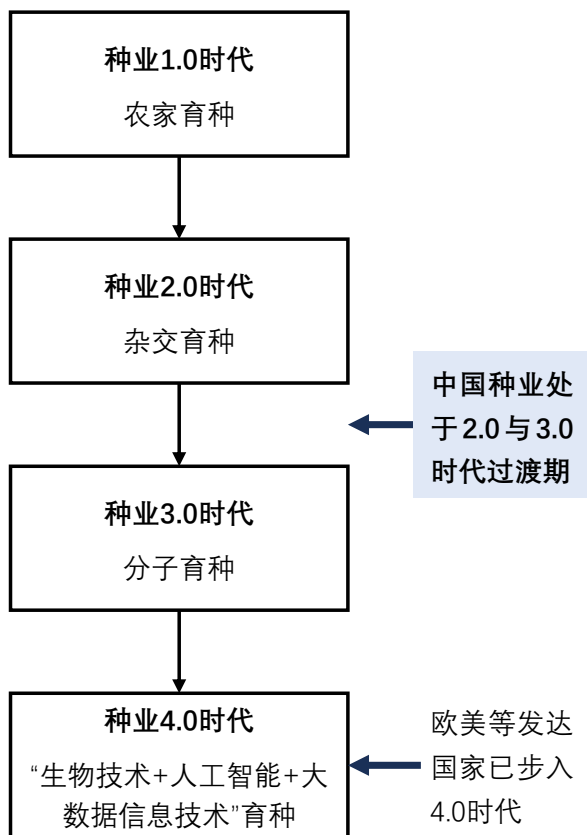 种业1.0时代
农家育种
种业2.0时代
杂交育种
中国种业处
于2.0与3.0
时代过渡期
种业3.0时代
分子育种
种业4.0时代
“生物技术+人工智能+大
数据信息技术”育种
欧美等发达
国家已步入
4.0时代